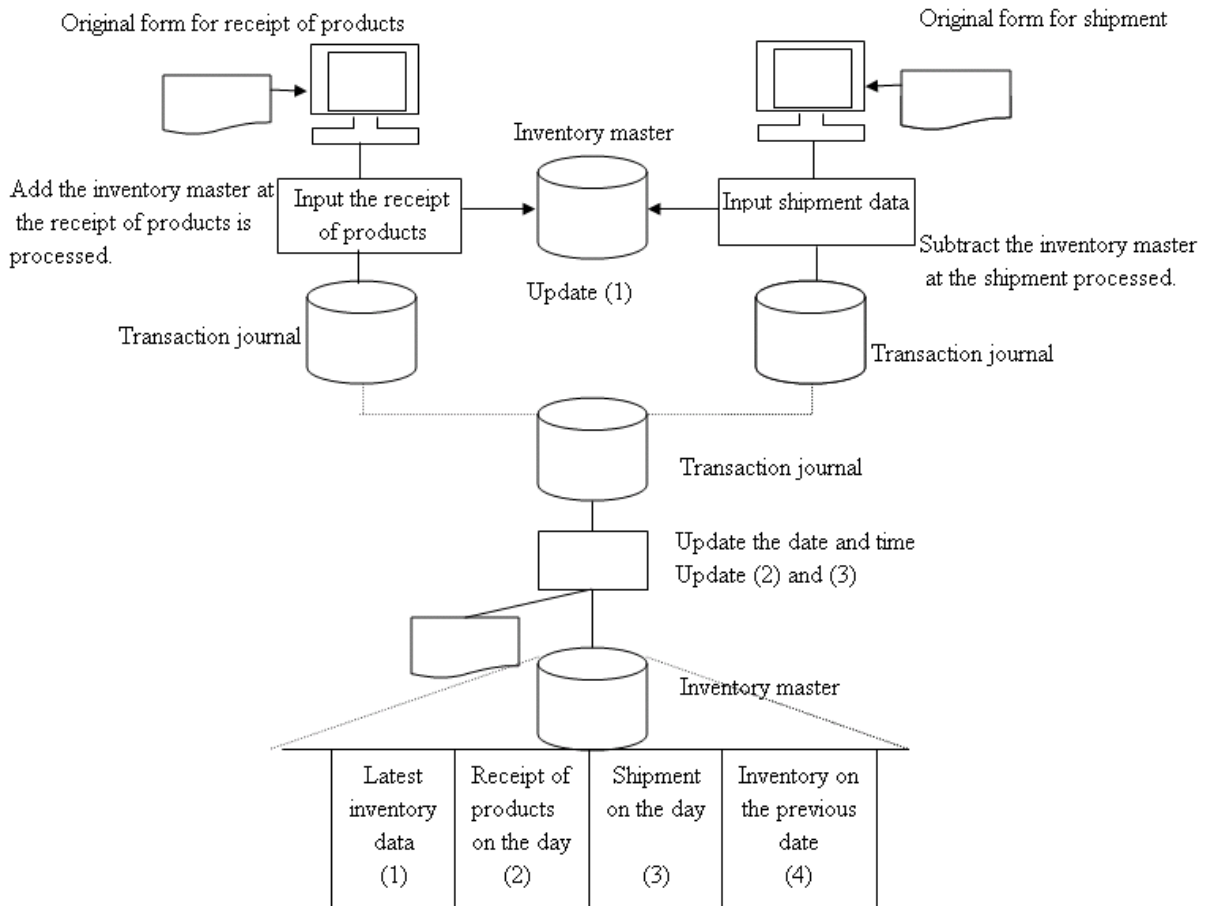 Original form for receipt of products
Original form for shipment
Inventory master
Add the inventory master at
the receipt of products is
processed.
Input the receipt
of products
Input shipment data
Subtract the inventory master
at the shipment processed.
Update (1)
Transaction journal
Transaction journal
Transaction journal
Update the date and time
Update (2) and (3)
Inventory master
Latest
inventory
data
(1)
Receipt of
products
on the day
(2)
Shipment
on the day
(3)
Inventory on
the previous
date
(4)